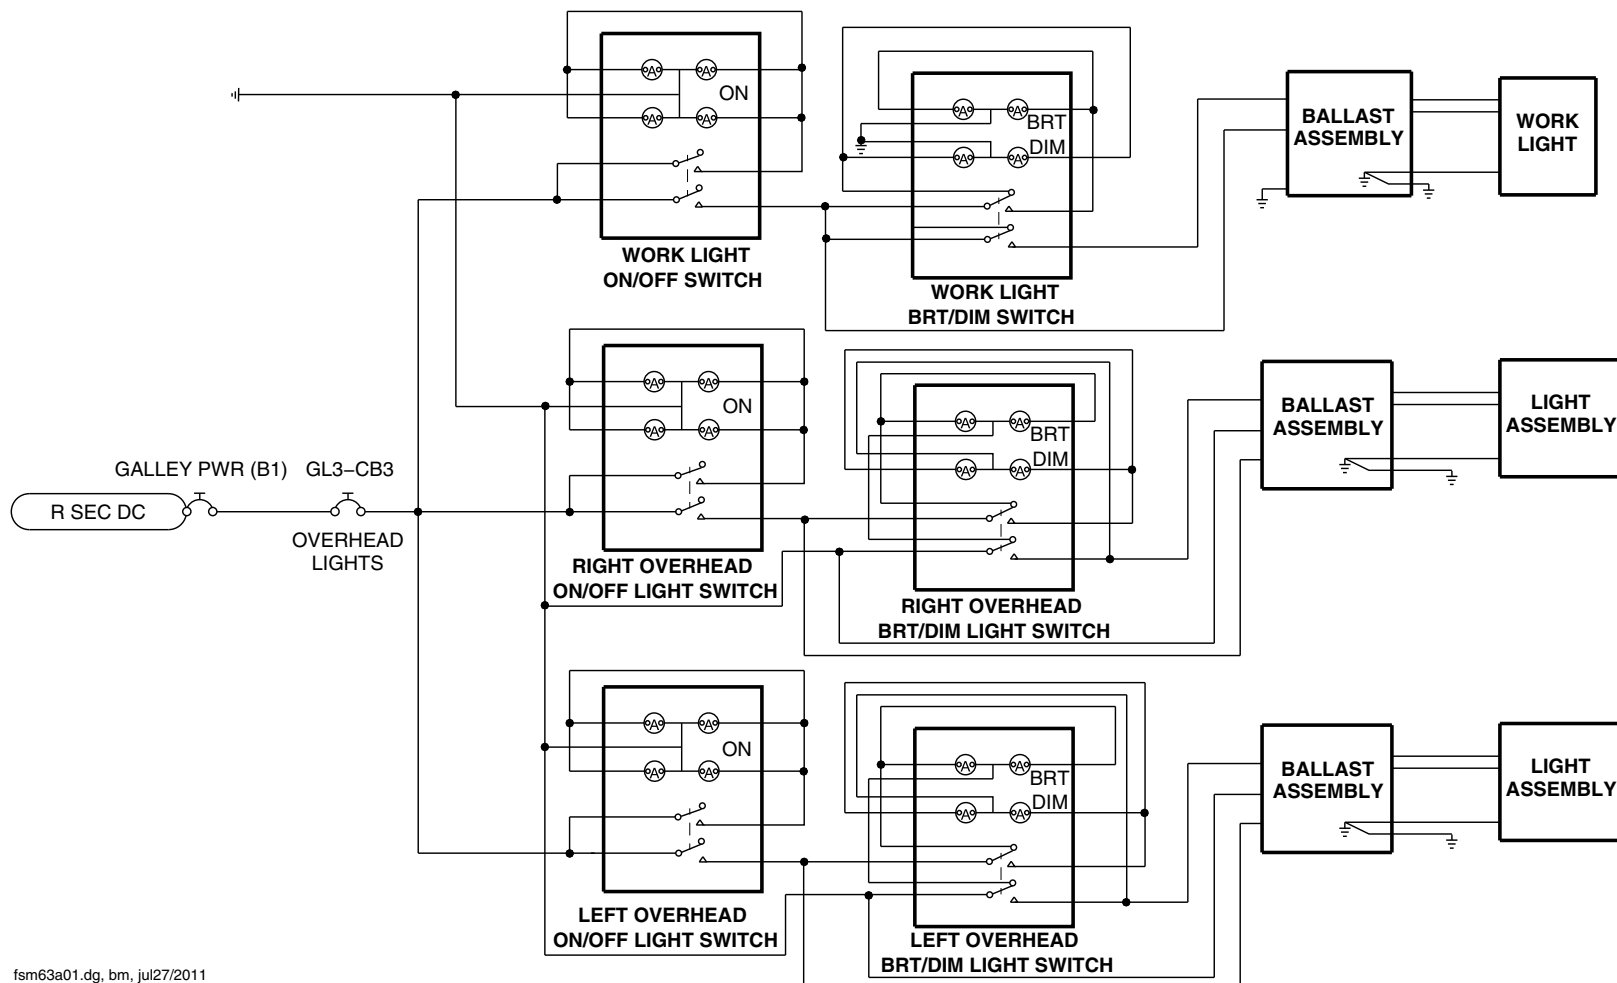 A A
ON
A A
WORK LIGHT
ON/OFF SWITCH
A A
BRT
DIM
A A
WORK LIGHT
BRT/DIM SWITCH
BALLAST
ASSEMBLY
WORK
LIGHT
A A
ON
A A
RIGHT OVERHEAD
ON/OFF LIGHT SWITCH
A A
BRT
DIM
A A
RIGHT OVERHEAD
BRT/DIM LIGHT SWITCH
BALLAST
ASSEMBLY
LIGHT
ASSEMBLY
GALLEY PWR (B1)
GL3–CB3
R SEC DC
OVERHEAD
LIGHTS
A A
ON
A A
LEFT OVERHEAD
ON/OFF LIGHT SWITCH
A A
BRT
DIM
A A
LEFT OVERHEAD
BRT/DIM LIGHT SWITCH
BALLAST
ASSEMBLY
LIGHT
ASSEMBLY
fsm63a01.dg, bm, jul27/2011